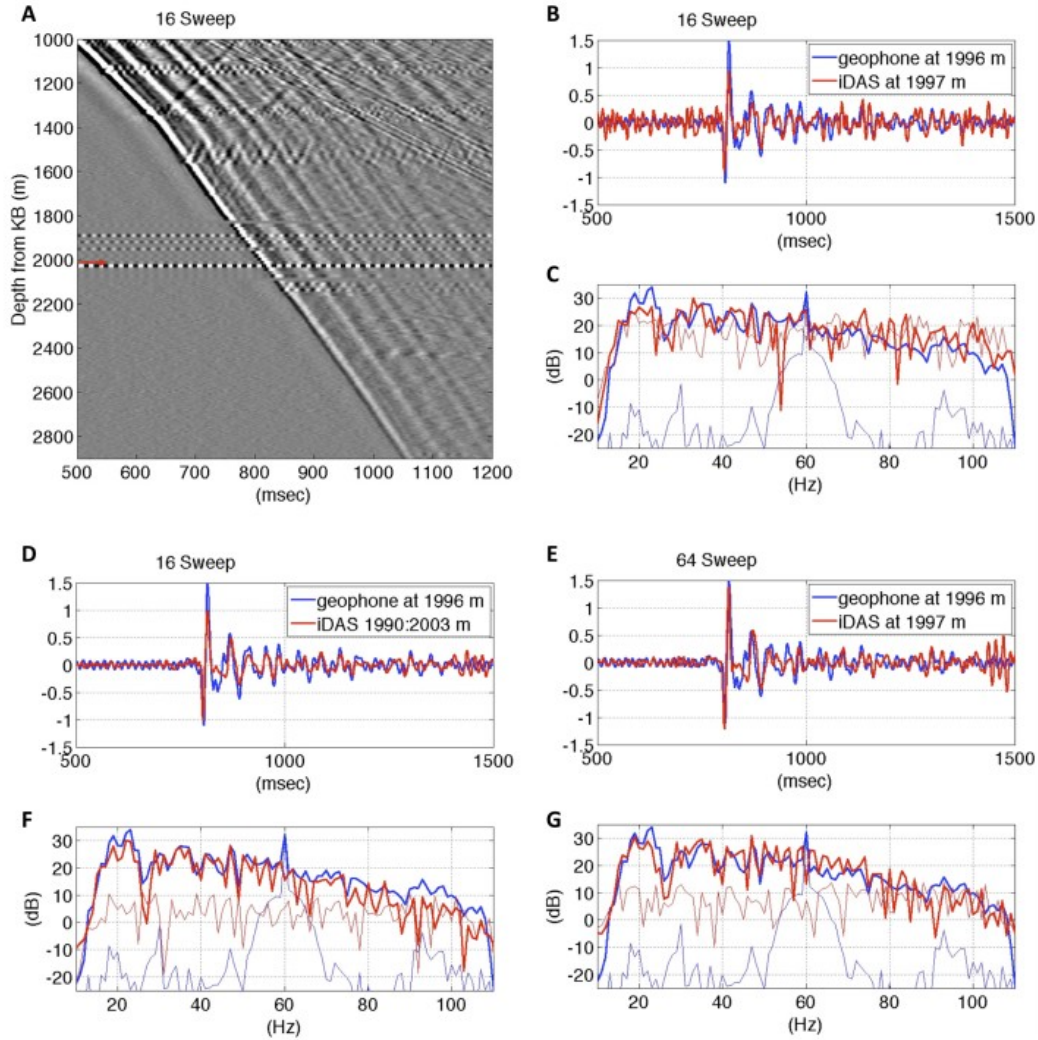 A
16 Sweep
1000
1200
1400
1600
1800
2000
2200
2400
2600
2800
Depth from KB (m)
500 600 700 800 900 1000 1100 1200
(msec)
B
16 Sweep
geophone at 1996 m
iDAS at 1997 m
1.5
1
0.5
0
-0.5
-1
-1.5
500 1000 1500
(msec)
C
30
20
10
0
-10
-20
(dB)
20 40 60 80 100
(Hz)
D
16 Sweep
geophone at 1996 m
iDAS 1990:2003 m
1.5
1
0.5
0
-0.5
-1
-1.5
500 1000 1500
(msec)
E
64 Sweep
geophone at 1996 m
iDAS at 1997 m
1.5
1
0.5
0
-0.5
-1
-1.5
500 1000 1500
(msec)
F
30
20
10
0
-10
-20
(dB)
20 40 60 80 100
(Hz)
G
30
20
10
0
-10
-20
(dB)
20 40 60 80 100
(Hz)